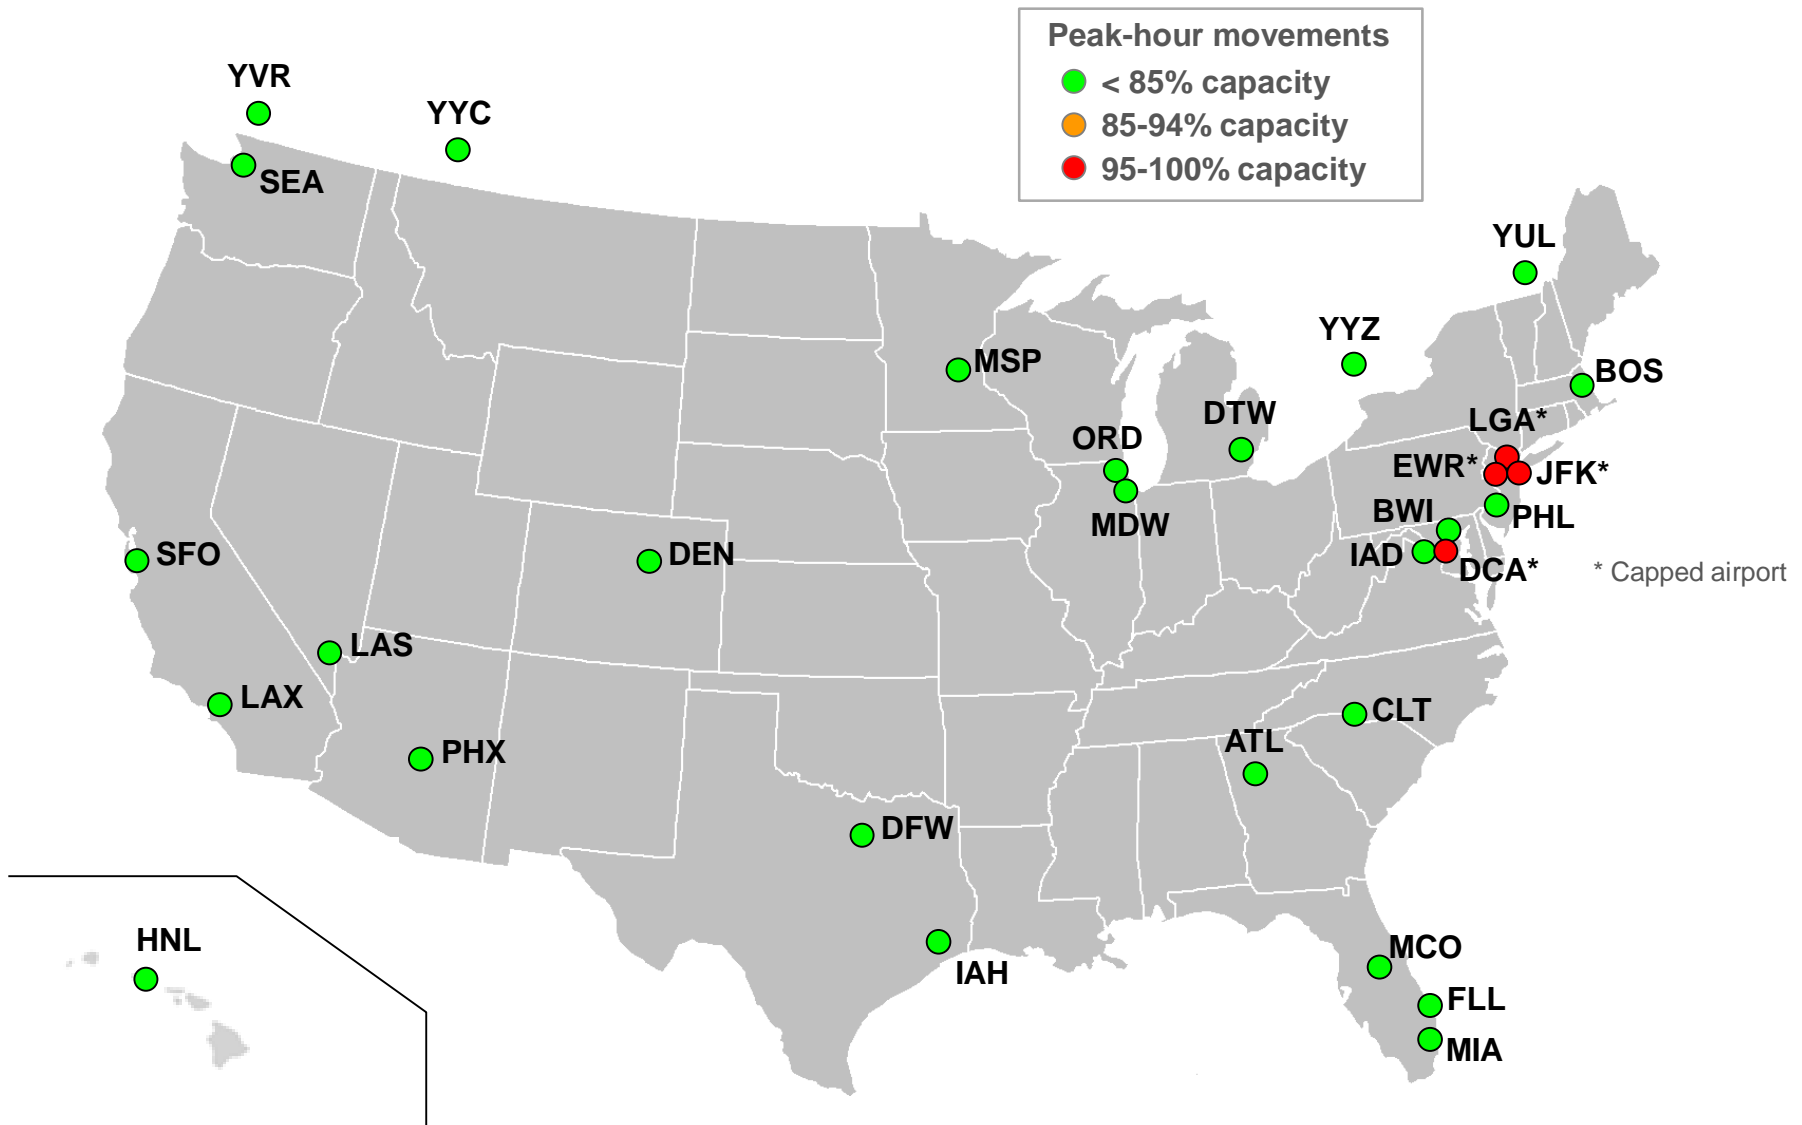 Peak-hour movements
< 85% capacity
85-94% capacity
95-100% capacity
YVR
YYC
SEA
YUL
YYZ
MSP
BOS
DTW
LGA*
ORD
EWR*
JFK*
MDW
BWI
PHL
SFO
DEN
IAD
DCA*
* Capped airport
LAS
LAX
CLT
PHX
ATL
DFW
HNL
MCO
IAH
FLL
MIA